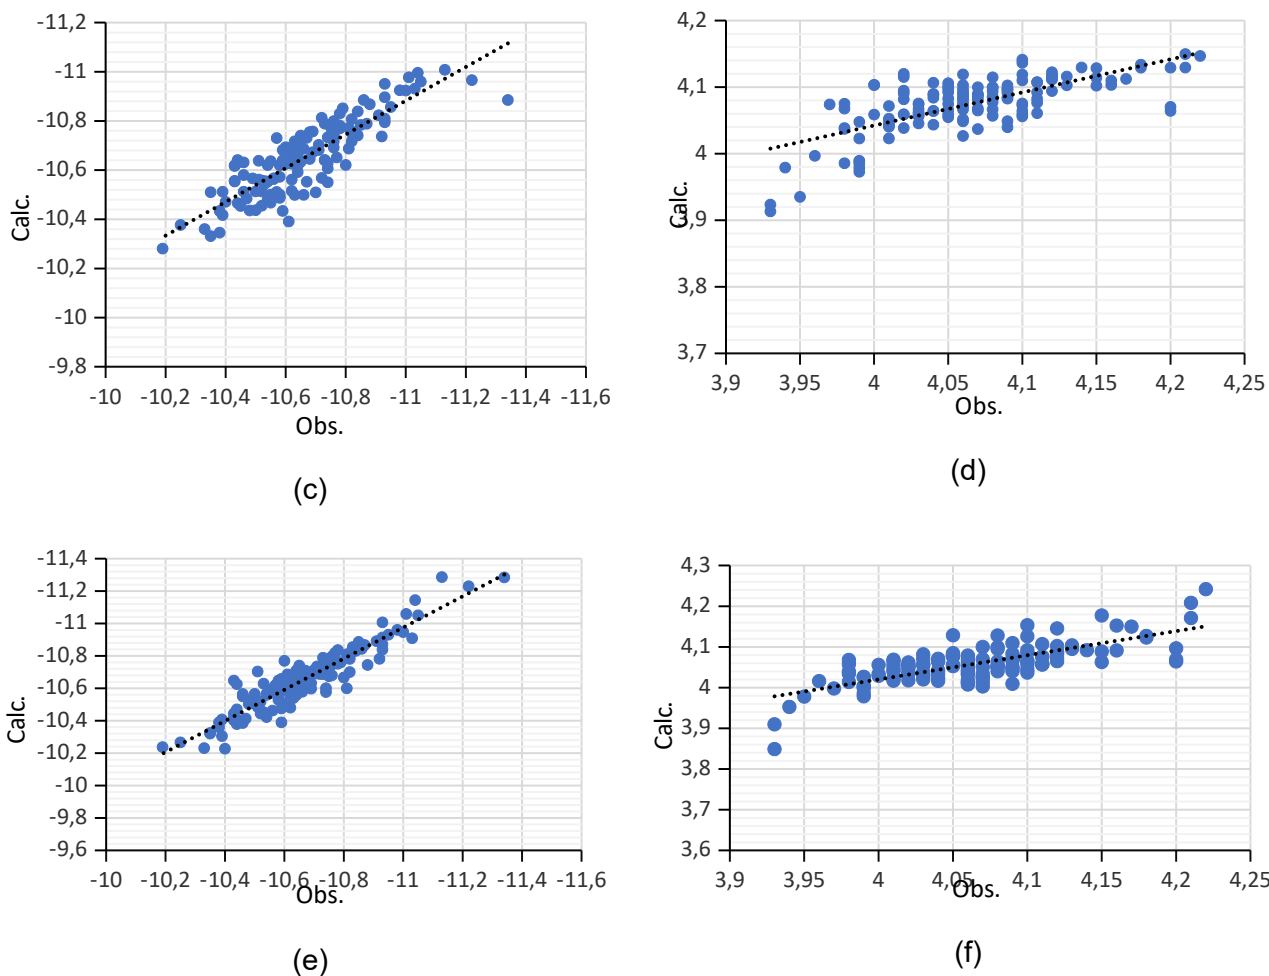 -11,2
-11
-10,8
-10,6
-10,4
-10,2
-10
-9,8
Calc.
-10 -10,2 -10,4 -10,6 -10,8 -11 -11,2 -11,4 -11,6
Obs.
(c)
4,2
4,1
4
3,9
3,8
3,7
Calc.
3,9 3,95 4 4,05 4,1 4,15 4,2 4,25
Obs.
(d)
-11,4
-11,2
-11
-10,8
-10,6
-10,4
-10,2
-10
-9,8
-9,6
Calc.
-10 -10,2 -10,4 -10,6 -10,8 -11 -11,2 -11,4 -11,6
Obs.
(e)
4,3
4,2
4,1
4
3,9
3,8
3,7
3,6
Calc.
3,9 3,95 4 4,05 4,1 4,15 4,2 4,25
Obs.
(f)